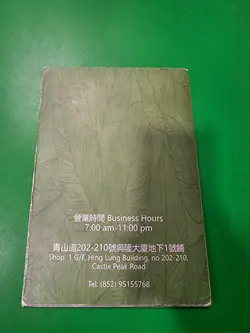 營業時間 Business Hours
7.00 am-11:00 pm
青山道202-210號興隆大廈地下1號舖
Shop. 1 G/F, Hing Lung Building, no 202-210,
Castle Peak Road
Tel: (852) 95155768